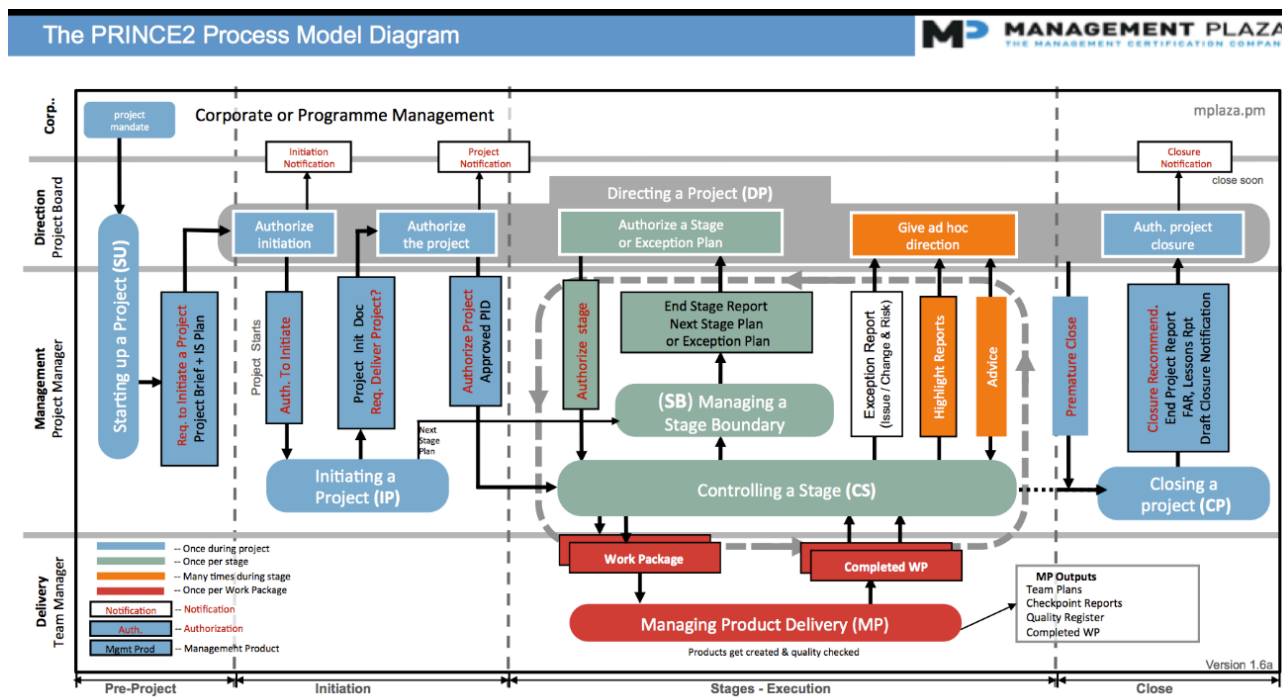 The PRINCE2 Process Model Diagram
MP MANAGEMENT PLAZA
THE MANAGEMENT CERTIFICATION COMPAN
Corp..
project
mandate
Corporate or Programme Management
mplaza.pm
Initiation
Notification
Project
Notification
Closure
Notification
close soon
Direction
Project Board
Directing a Project (DP)
Authorize
initiation
Authorize
the project
Authorize a Stage
or Exception Plan
Give ad hoc
direction
Auth. project
closure
Management
Project Manager
Starting up a Project (SU)
Req. to Initiate a Project
Project Brief + IS Plan
Project Starts
Auth. To Initiate
Project Init Doc
Req. Deliver Project?
Authorize Project
Approved PID
Authorize stage
End Stage Report
Next Stage Plan
or Exception Plan
Exception Report
(Issue / Change & Risk)
Highlight Reports
Advice
Premature Close
Closure Recommend.
End Project Report
FAR, Lessons Rpt
Draft Closure Notification
(SB) Managing a
Stage Boundary
Next
Stage
Plan
Initiating a
Project (IP)
Controlling a Stage (CS)
Closing a
project (CP)
Delivery
Team Manager
-- Once during project
-- Once per stage
-- Many times during stage
-- Once per Work Package
Notification -- Notification
Auth. -- Authorization
Mgmt Prod -- Management Product
Work Package
Completed WP
Managing Product Delivery (MP)
Products get created & quality checked
MP Outputs
Team Plans
Checkpoint Reports
Quality Register
Completed WP
Version 1.6a
Pre-Project
Initiation
Stages - Execution
Close